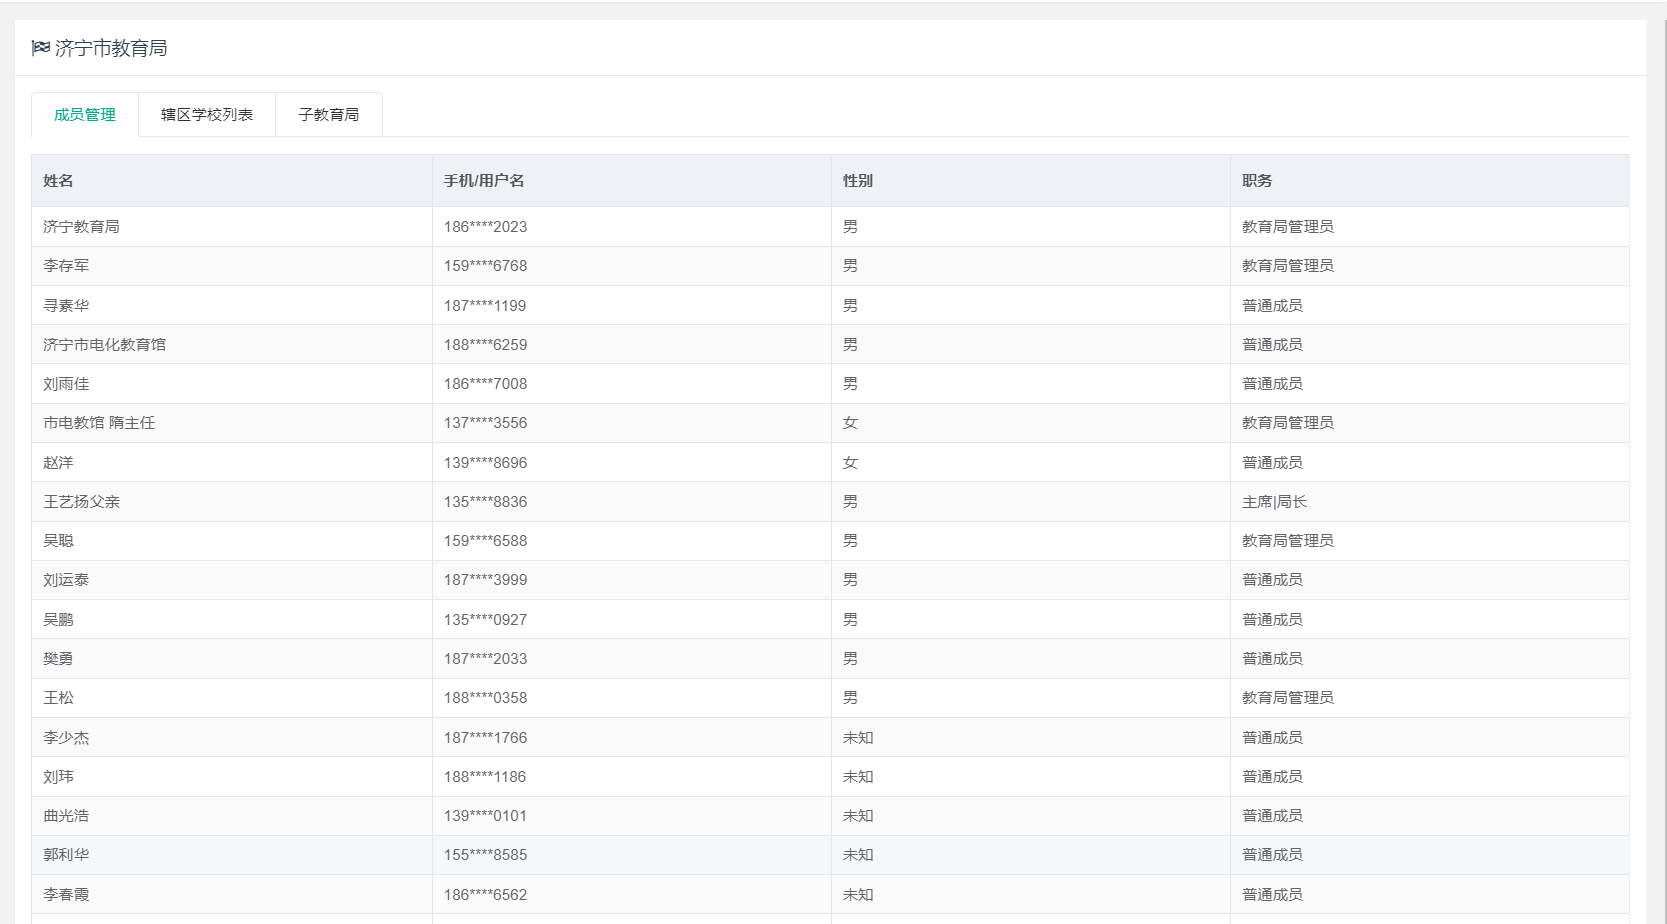 济宁市教育局
成员管理 辖区学校列表 子教育局
姓名 手机/用户名 性别 职务
济宁教育局 186****2023 男 教育局管理员
李存军 159****6768 男 教育局管理员
寻素华 187****1199 男 普通成员
济宁市电化教育馆 188****6259 男 普通成员
刘雨佳 186****7008 男 普通成员
市电教馆 隋主任 137****3556 女 教育局管理员
赵洋 139****8696 女 普通成员
王艺扬父亲 135****8836 男 主席|局长
吴聪 159****6588 男 教育局管理员
刘运泰 187****3999 男 普通成员
吴鹏 135****0927 男 普通成员
樊勇 187****2033 男 普通成员
王松 188****0358 男 教育局管理员
李少杰 187****1766 未知 普通成员
刘玮 188****1186 未知 普通成员
曲光浩 139****0101 未知 普通成员
郭利华 155****8585 未知 普通成员
李春霞 186****6562 未知 普通成员